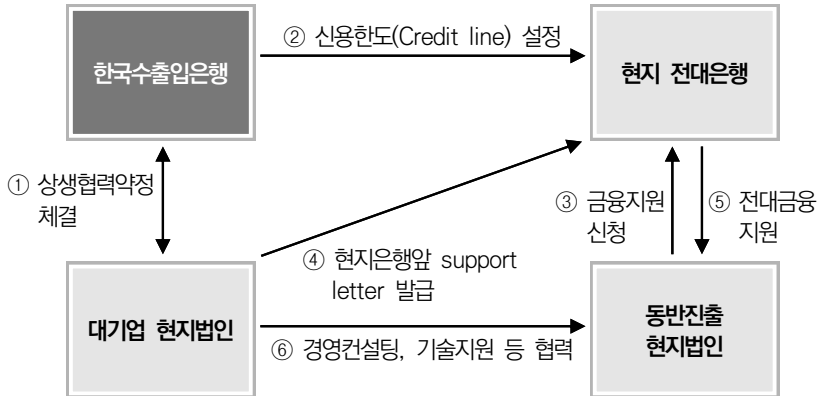 ② 신용한도(Credit line) 설정
한국수출입은행
현지 전대은행
① 상생협력약정
체결
③ 금융지원
신청
⑤ 전대금융
지원
④ 현지은행앞 support
letter 발급
대기업 현지법인
동반진출
현지법인
⑥ 경영컨설팅, 기술지원 등 협력